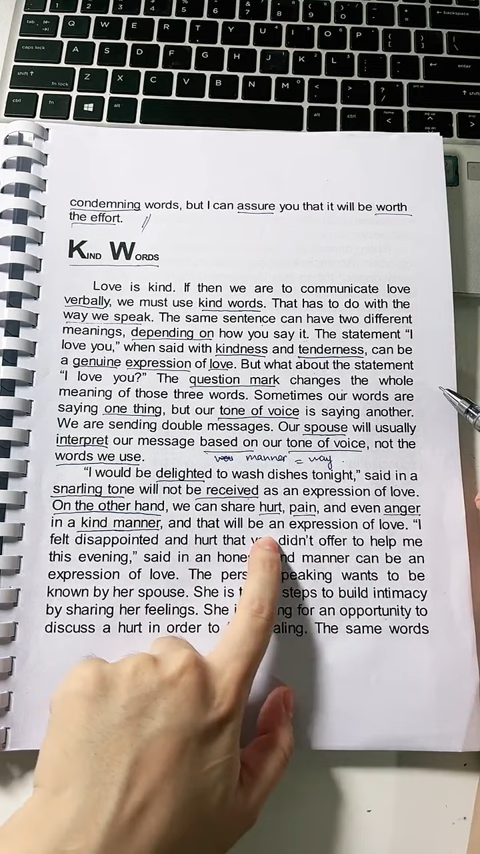 condemning words, but I can assure you that it will be worth
the effort.
KIND WORDS
Love is kind. If then we are to communicate love
verbally, we must use kind words. That has to do with the
way we speak. The same sentence can have two different
meanings, depending on how you say it. The statement “I
love you,” when said with kindness and tenderness, can be
a genuine expression of love. But what about the statement
“I love you?” The question mark changes the whole
meaning of those three words. Sometimes our words are
saying one thing, but our tone of voice is saying another.
We are sending double messages. Our spouse will usually
interpret our message based on our tone of voice, not the
words we use.
manner = way.
“I would be delighted to wash dishes tonight,” said in a
snarling tone will not be received as an expression of love.
On the other hand, we can share hurt, pain, and even anger
in a kind manner, and that will be an expression of love. “I
felt disappointed and hurt that didn’t offer to help me
this evening,” said in an manner can be an
expression of love. The speaking wants to be
known by her spouse. She is steps to build intimacy
by sharing her feelings. She for an opportunity to
discuss a hurt in order to The same words